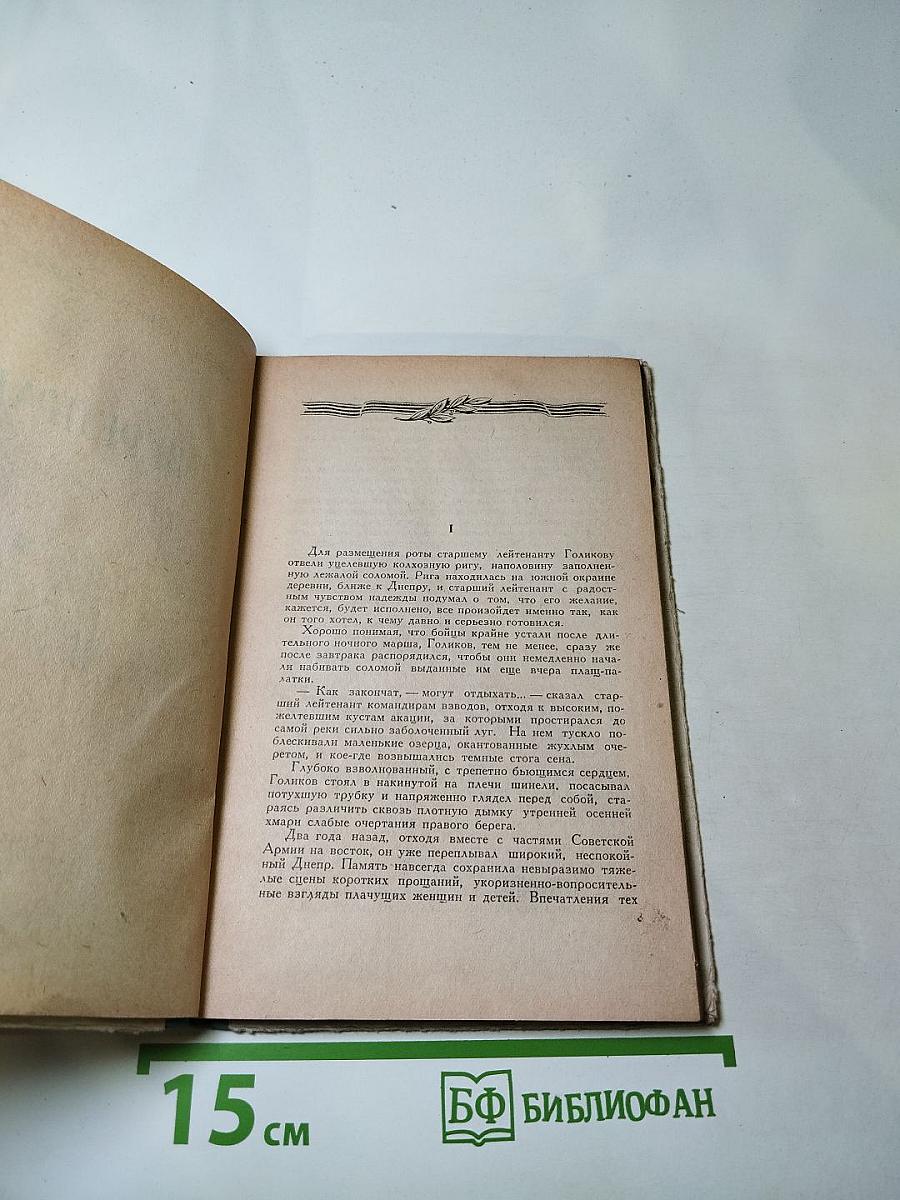 I
Для размещения роты старшему лейтенанту Голикову
отвели уцелевшую колхозную ригу, наполовину заполнен-
ную лежалой соломой. Рига находилась на южной окраине
деревни, ближе к Днепру, и старший лейтенант с радост-
ным чувством надежды подумал о том, что его желание,
кажется, будет исполнено, все произойдет именно так, как
он того хотел, к чему давно и серьезно готовился.
Хорошо понимая, что бойцы крайне устали после дли-
тельного ночного марша, Голиков, тем не менее, сразу же
после завтрака распорядился, чтобы они немедленно нача-
ли набивать соломой выданные им еще вчера плащ-па-
латки.
— Как закончат, — могут отдыхать... — сказал стар-
ший лейтенант командирам взводов, отходя к высоким, по-
желтевшим кустам акации, за которыми простирался до
самой реки сильно заболоченный луг. На нем тускло по-
блескивали маленькие озерца, окантованные жухлым оче-
ретом, и кое-где возвышались темные стога сена.
Глубоко взволнованный, с трепетно бьющимся сердцем,
Голиков стоял в накинутой на плечи шинели, посасывал
потухшую трубку и напряженно глядел перед собой, ста-
раясь различить сквозь плотную дымку утренней осенней
хмари слабые очертания правого берега.
Два года назад, отходя вместе с частями Советской
Армии на восток, он уже переплывал широкий, неспокой-
ный Днепр. Память навсегда сохранила невыразимо тяже-
лые сцены коротких прощаний, укоризненно-вопроситель-
ные взгляды плачущих женщин и детей. Впечатления тех
15 см
БФ БИБЛИОФАН